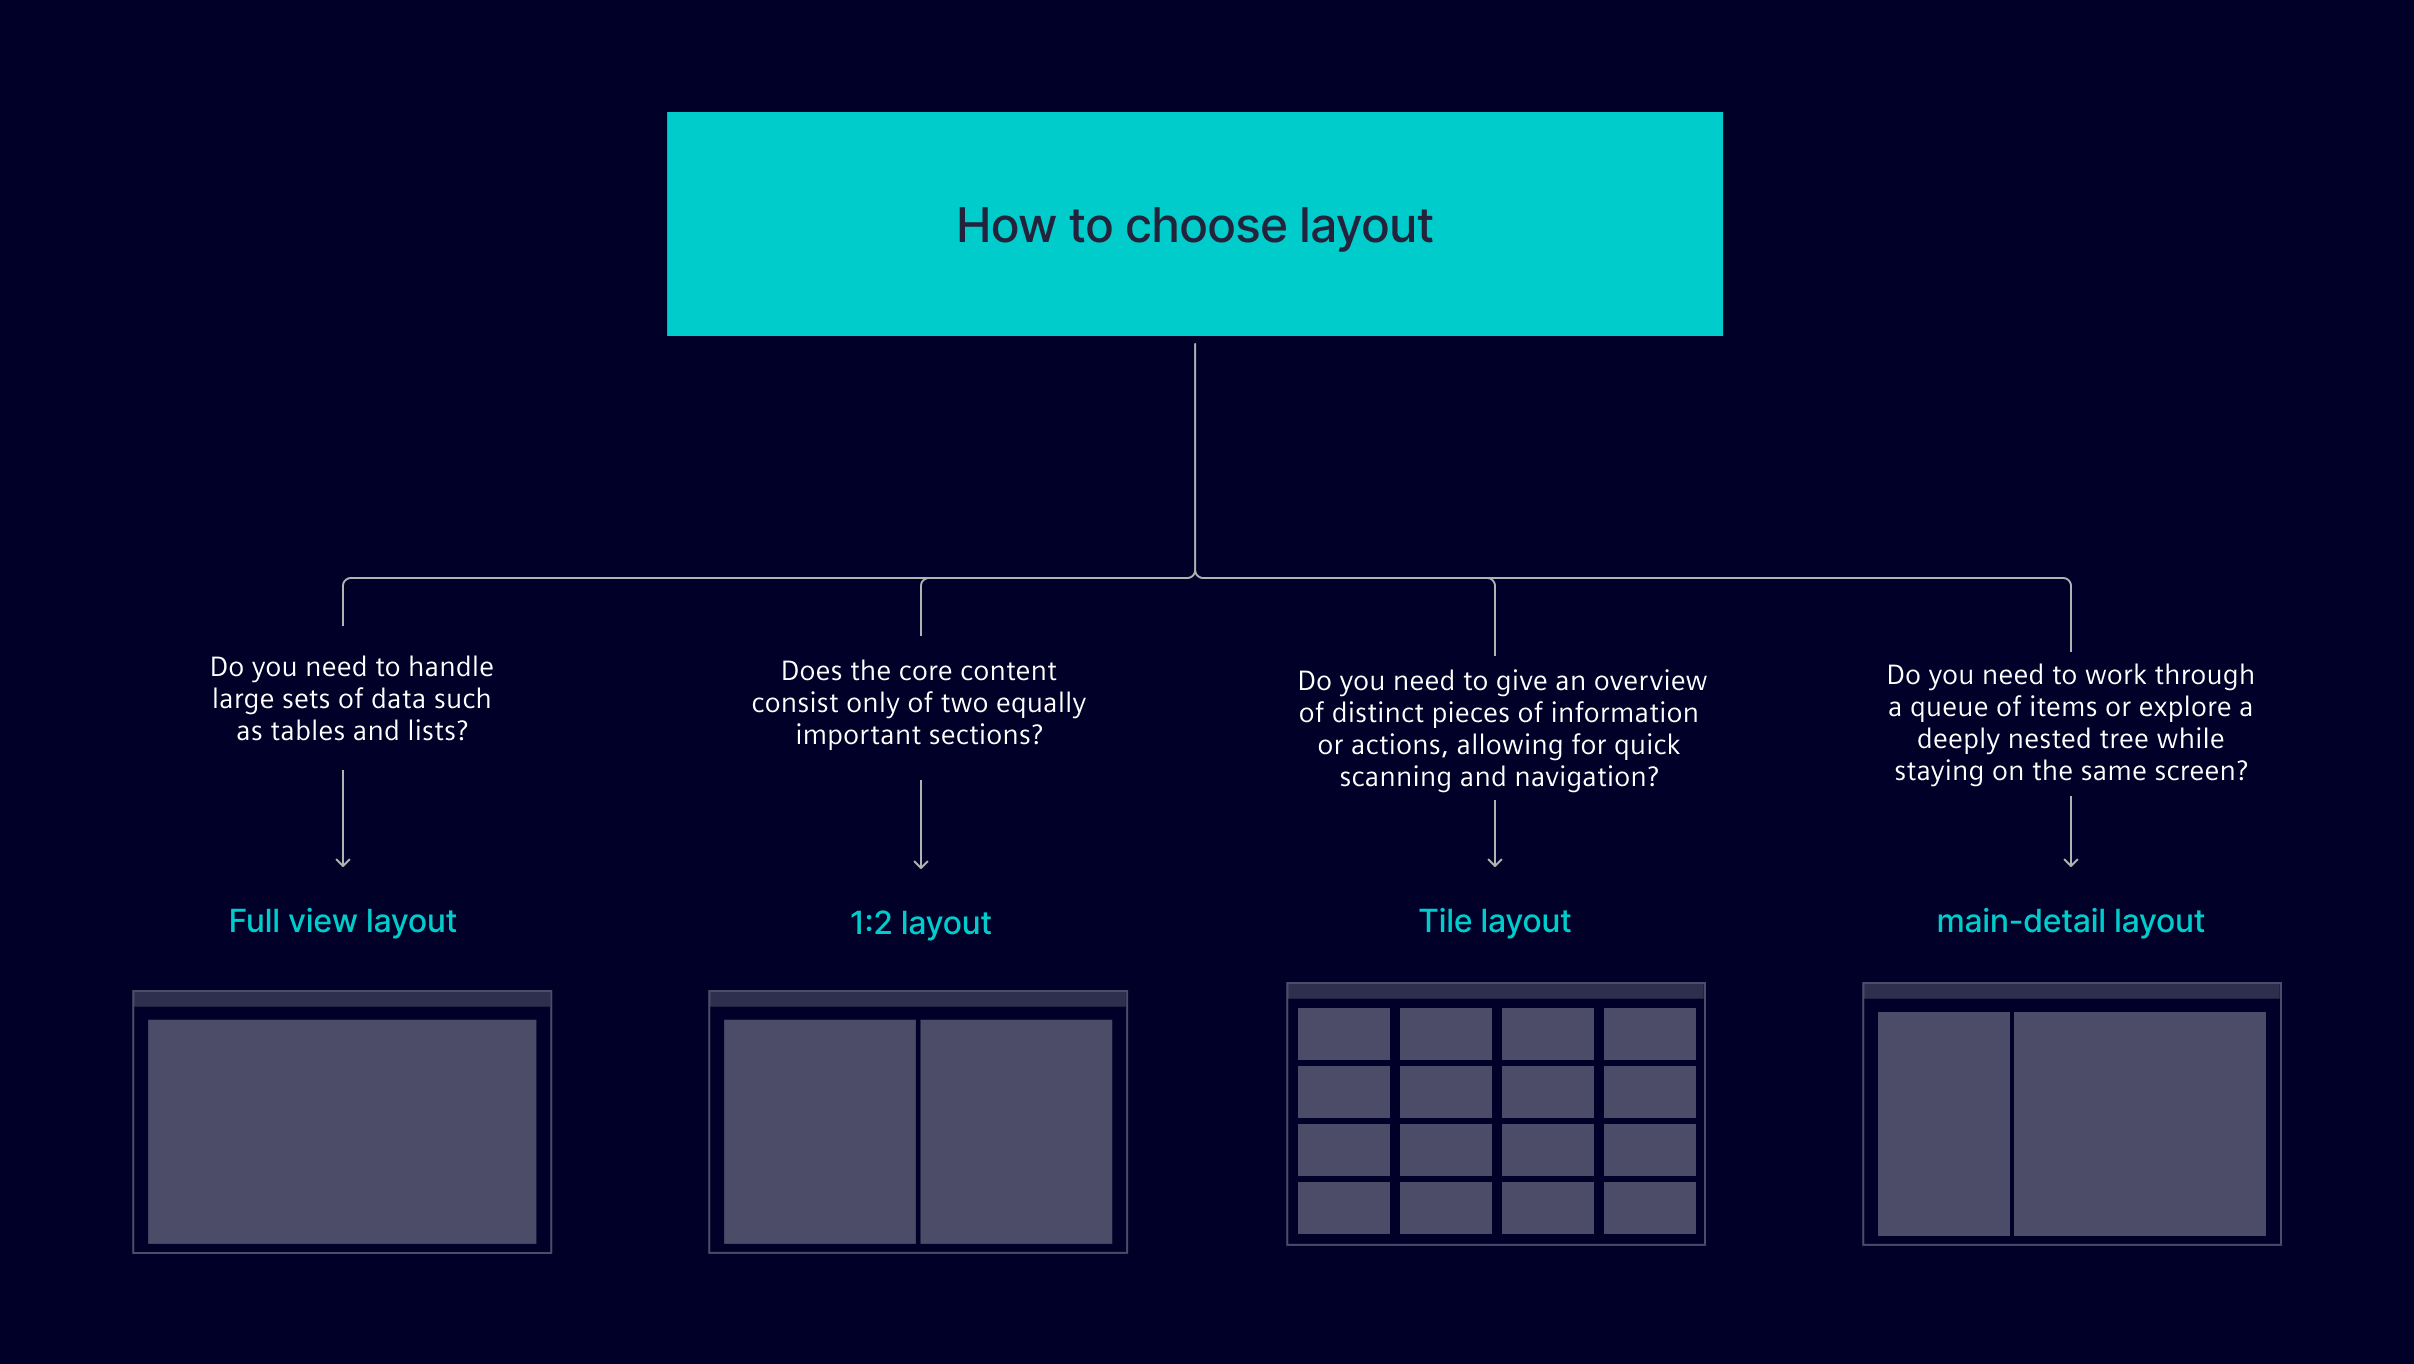 How to choose layout
Do you need to handle
large sets of data such
as tables and lists?
Does the core content
consist only of two equally
important sections?
Do you need to give an overview
of distinct pieces of information
or actions, allowing for quick
scanning and navigation?
Do you need to work through
a queue of items or explore a
deeply nested tree while
staying on the same screen?
Full view layout
1:2 layout
Tile layout
main-detail layout